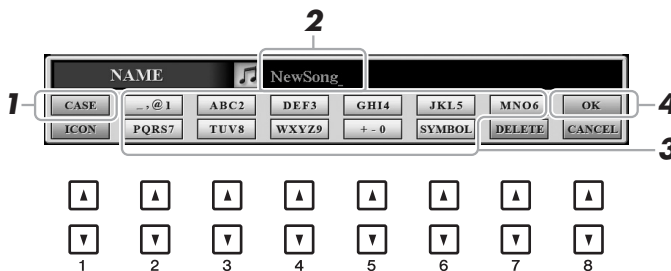 2
NAME NewSong_
1 CASE _,@1 ABC2 DEF3 GHI4 JKL5 MNO6 OK 4
ICON PQRS7 TUV8 WXYZ9 + - 0 SYMBOL DELETE CANCEL
3
1 2 3 4 5 6 7 8